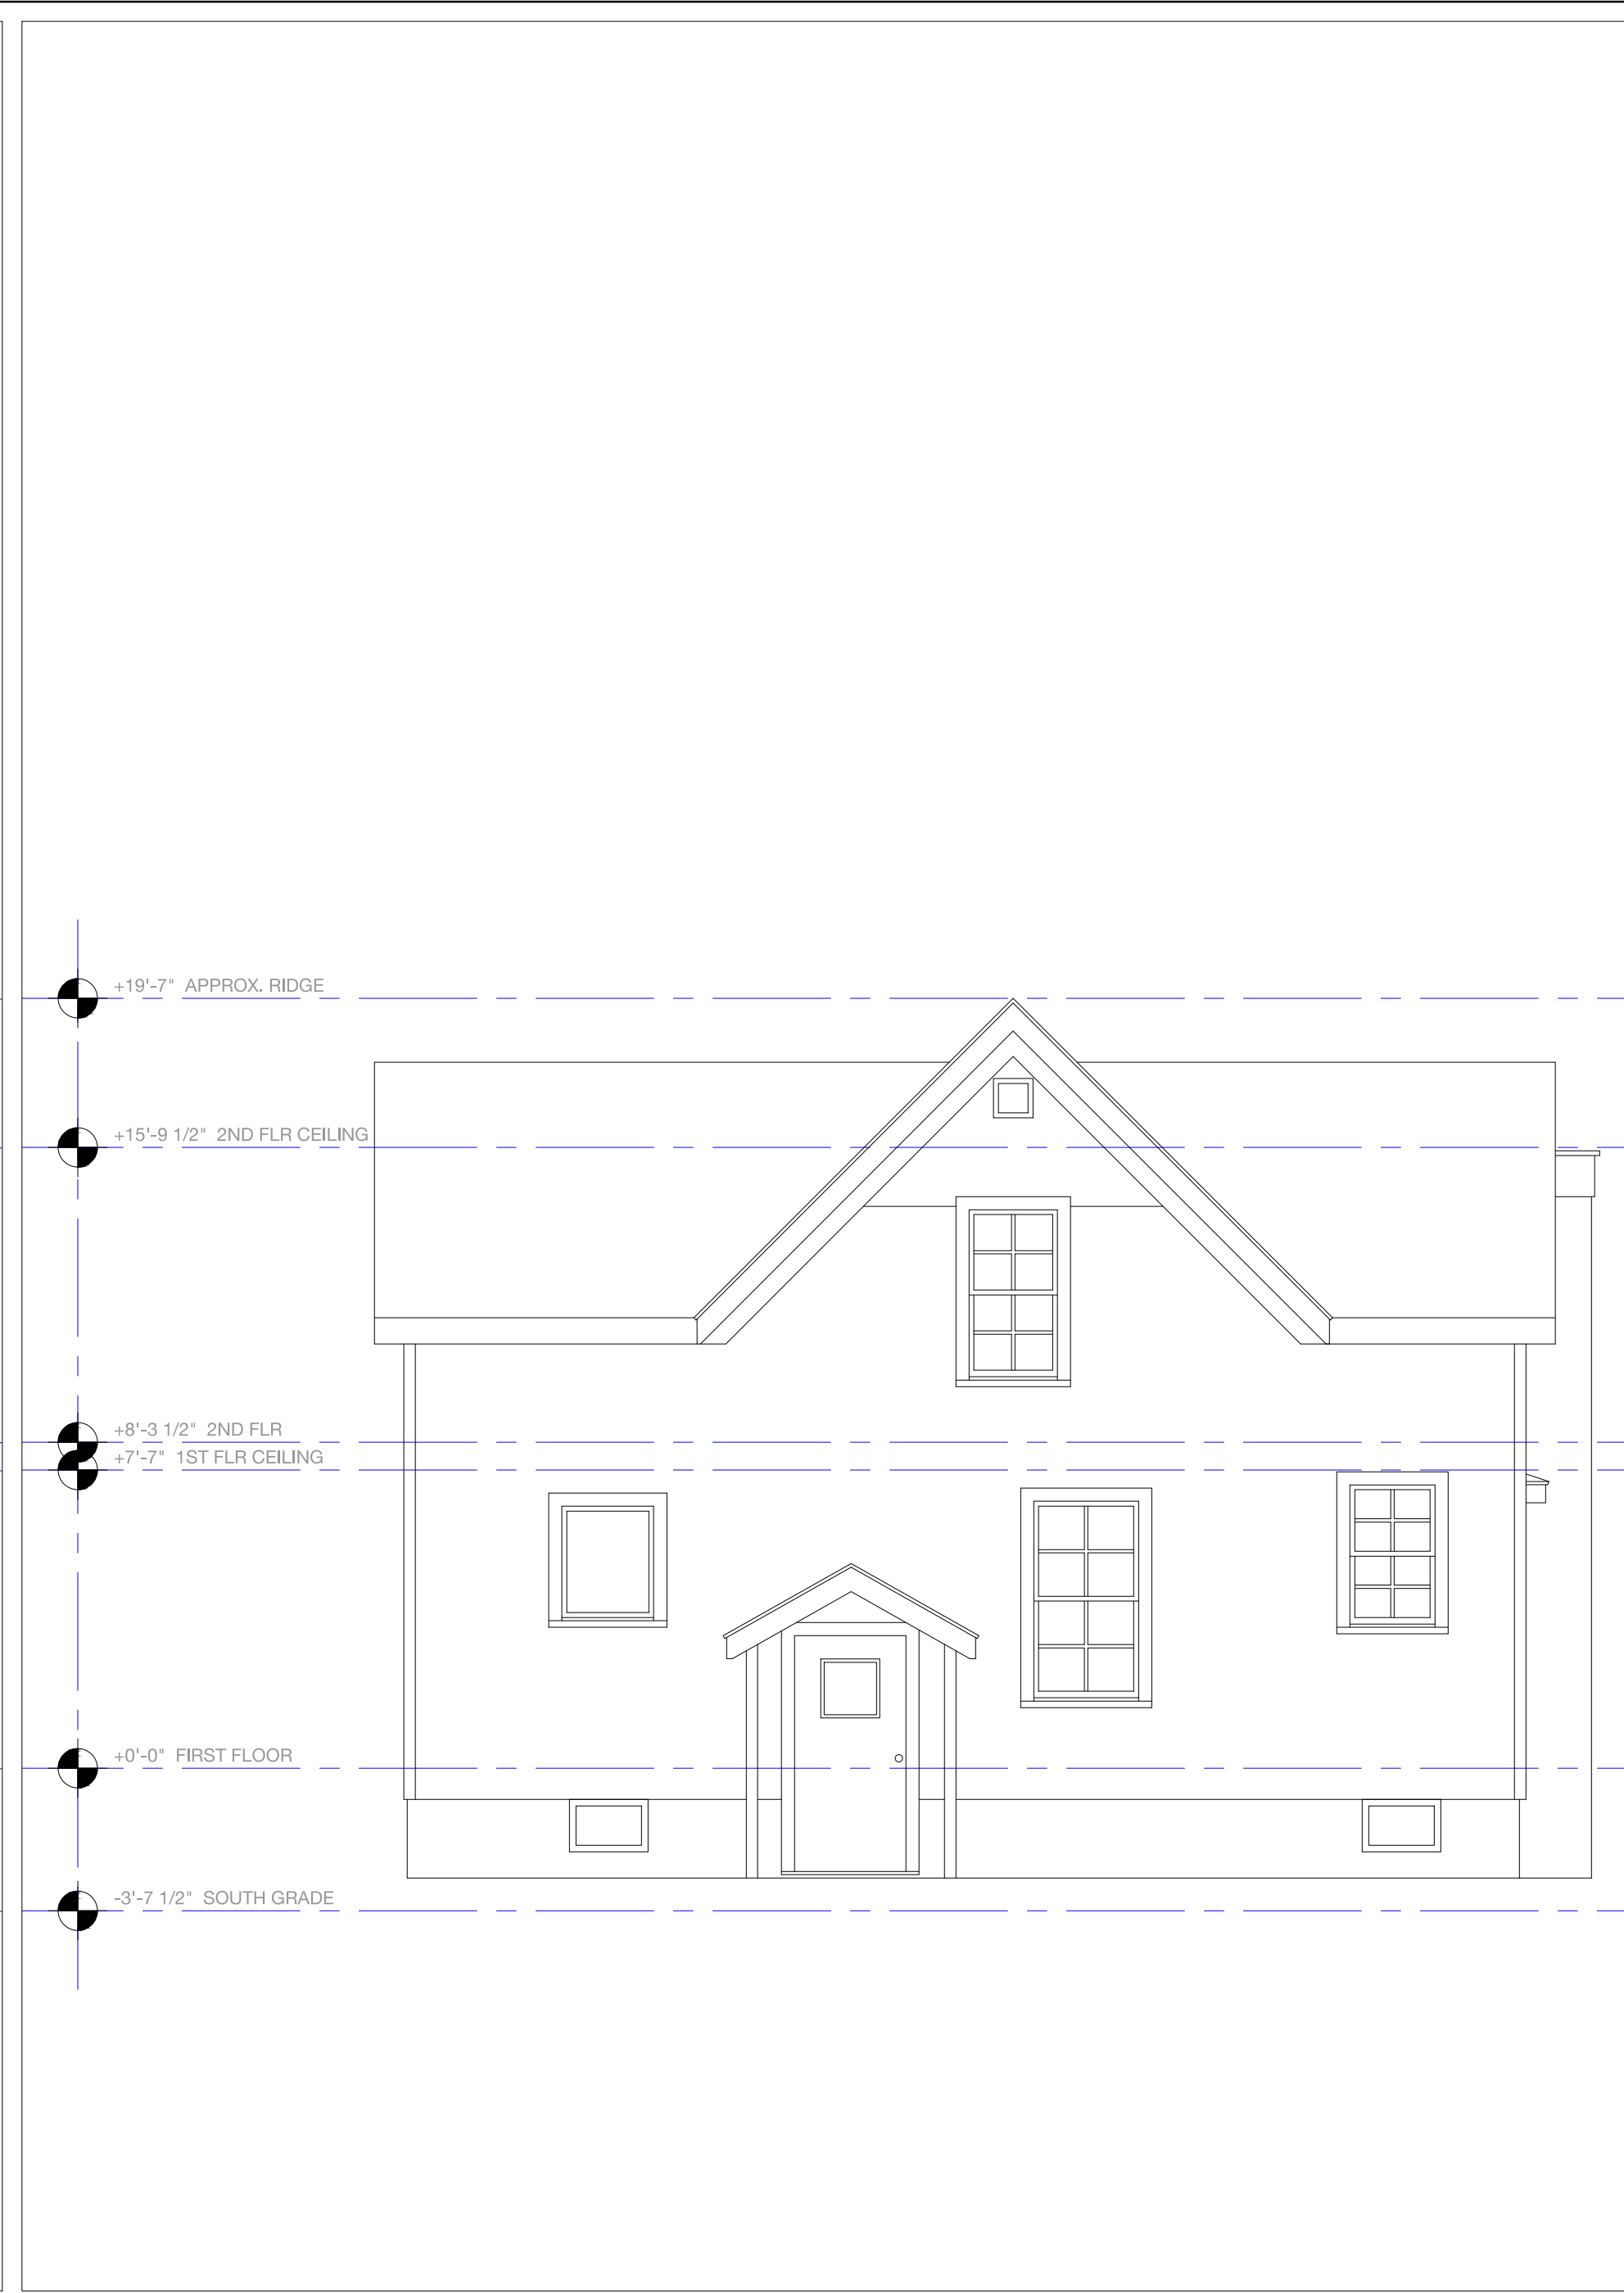 +19'-7" APPROX. RIDGE
+15'-9 1/2" 2ND FLR CEILING
+8'-3 1/2" 2ND FLR
+7'-7" 1ST FLR CEILING
+0'-0" FIRST FLOOR
-3'-7 1/2" SOUTH GRADE